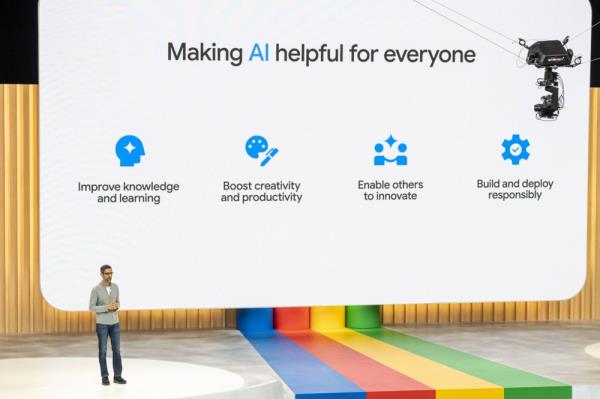 Making AI helpful for everyone
Improve knowledge
and learning
Boost creativity
and productivity
Enable others
to innovate
Build and deploy
responsibly